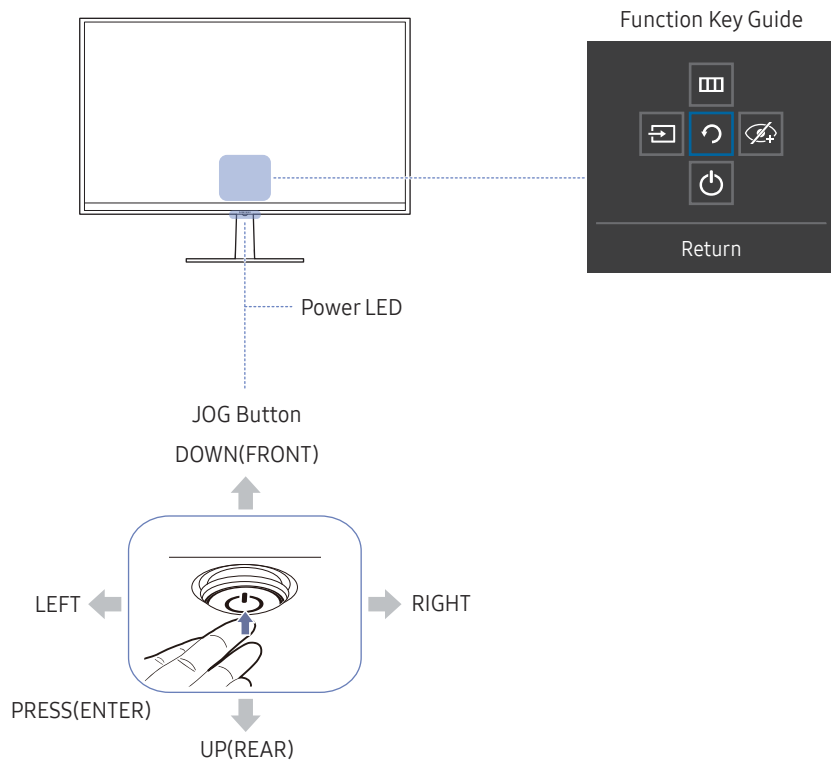 Function Key Guide
Return
Power LED
JOG Button
DOWN(FRONT)
LEFT
RIGHT
PRESS(ENTER)
UP(REAR)